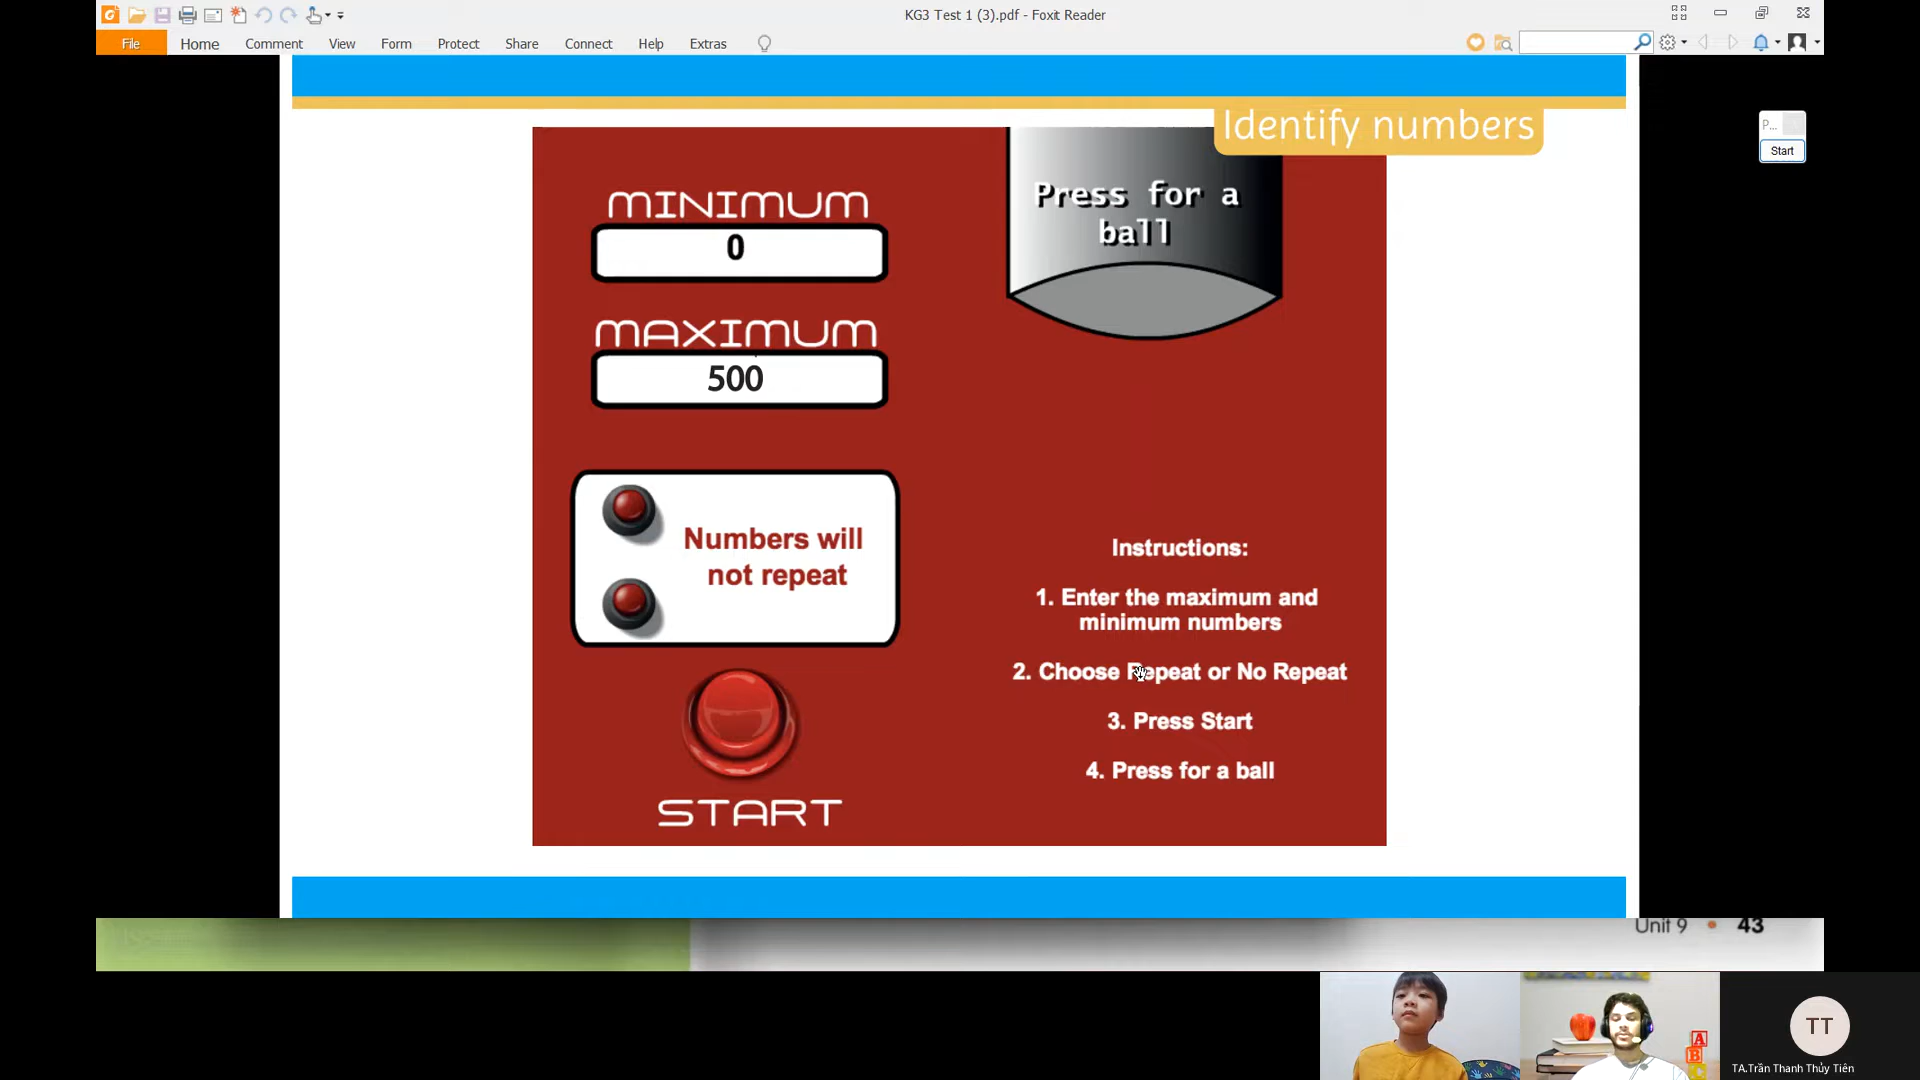 KG3 Test 1 (3).pdf - Foxit Reader
File Home Comment View Form Protect Share Connect Help Extras
Identify numbers
P...
Start
MINIMUM
0
MAXIMUM
500
Press for a
ball
Numbers will
not repeat
START
Instructions:
1. Enter the maximum and
minimum numbers
2. Choose Repeat or No Repeat
3. Press Start
4. Press for a ball
Unit 9 • 43
A
B
TT
TA.Trần Thanh Thủy Tiên